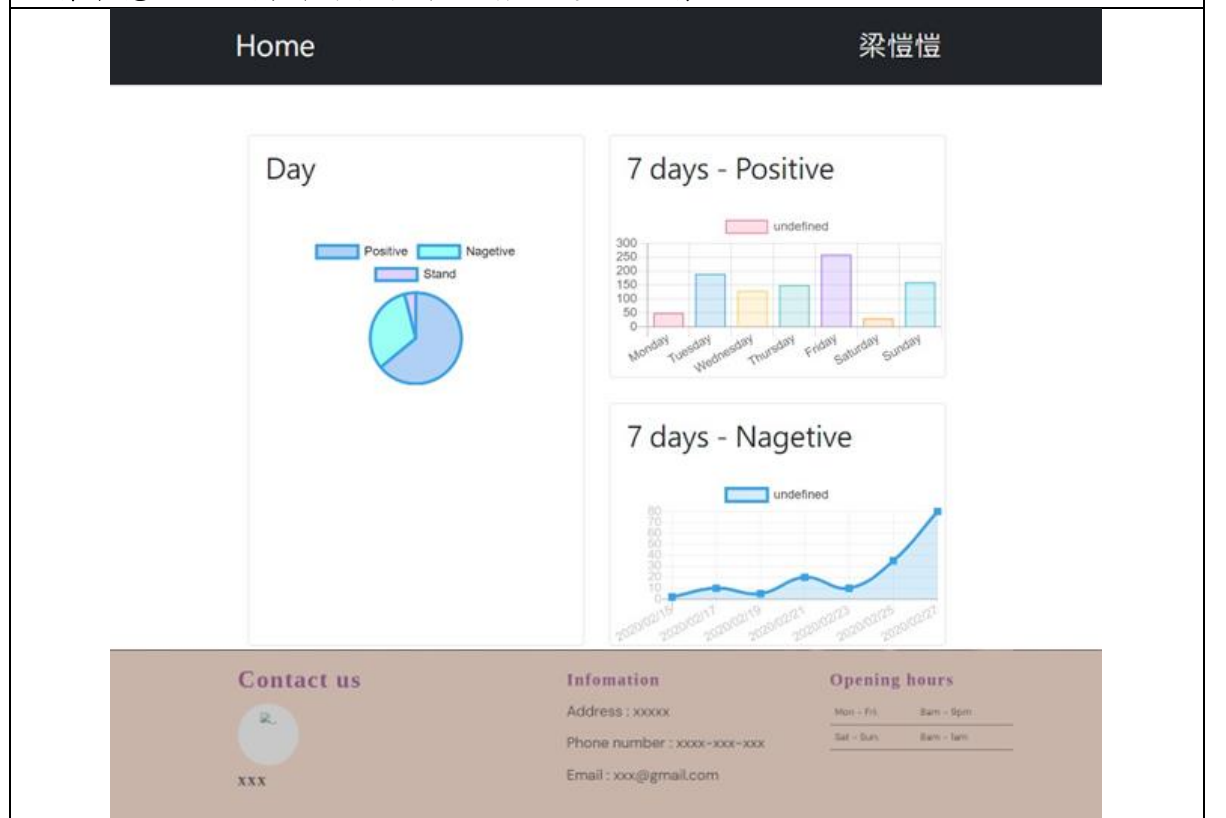 Home
梁愷愷
Day
Positive
Nagetive
Stand
7 days - Positive
undefined
300
250
200
150
100
50
0
Monday
Tuesday
Wednesday
Thursday
Friday
Saturday
Sunday
7 days - Nagetive
undefined
80
70
60
50
40
30
20
10
0
2020/02/15
2020/02/17
2020/02/19
2020/02/21
2020/02/23
2020/02/25
2020/02/27
Contact us
xxx
Infomation
Address : xxxxx
Phone number : xxxx-xxx-xxx
Email : xxx@gmail.com
Opening hours
Mon - Fri: 8am - 9pm
Sat - Sun: 8am - 1am